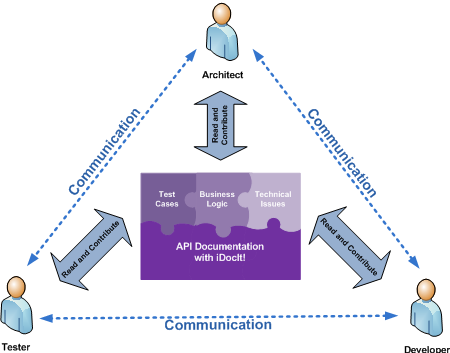 Architect
Communication
Communication
Read and
Contribute
Test
Cases
Business
Logic
Technical
Issues
API Documentation
with iDocIt!
Read and Contribute
Read and Contribute
Communication
Tester
Developer